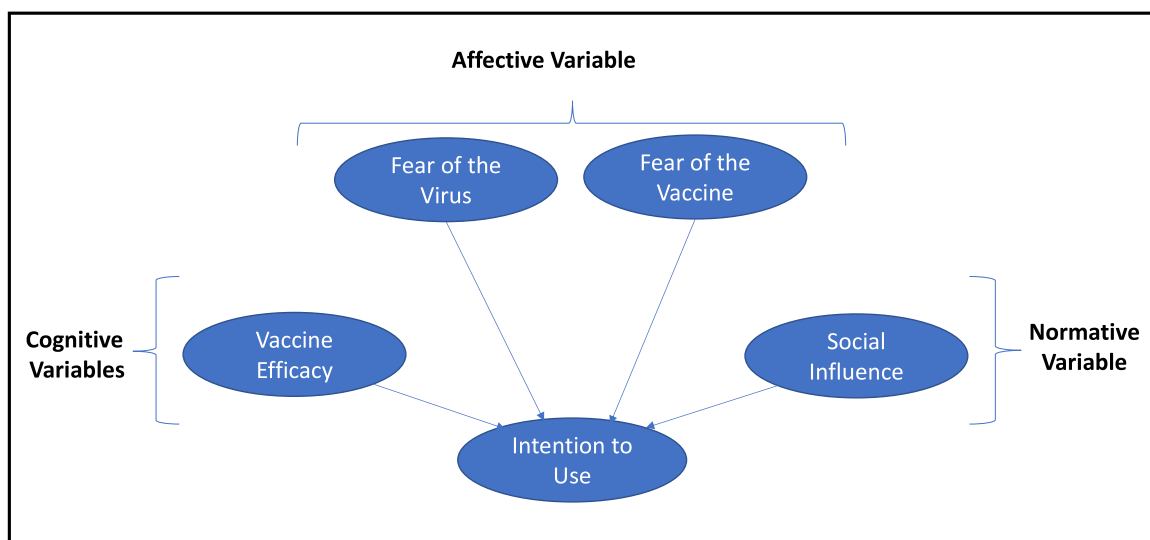 Affective Variable
Fear of the
Virus
Fear of the
Vaccine
Cognitive
Variables
Vaccine
Efficacy
Social
Influence
Normative
Variable
Intention to
Use